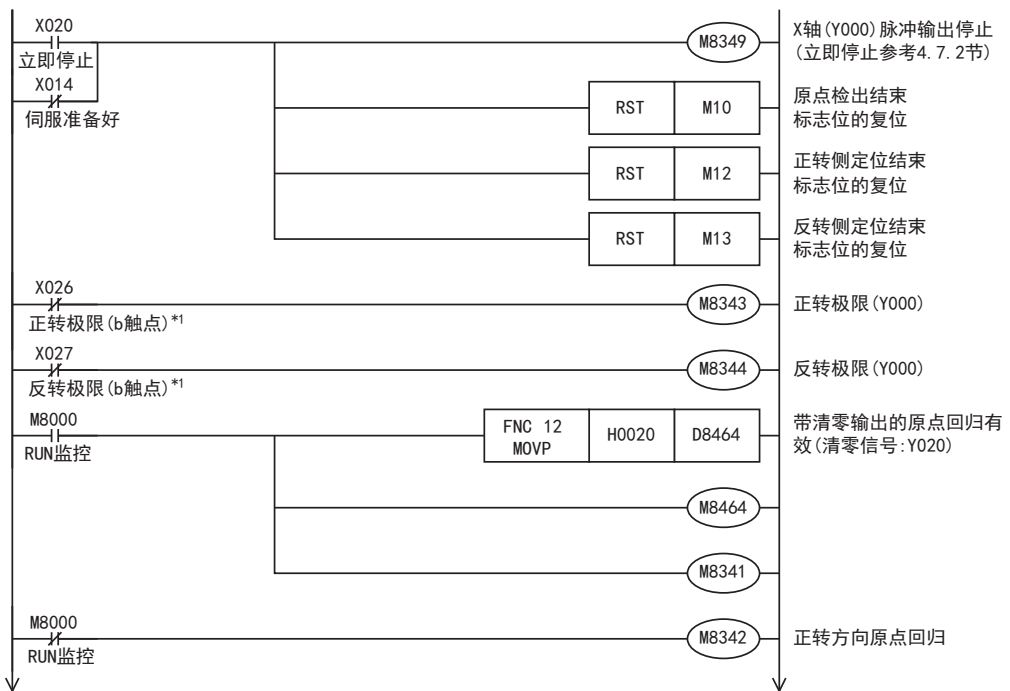 X020
立即停止
X014
伺服准备好
M8349
X轴(Y000)脉冲输出停止
(立即停止参考4.7.2节)
RST M10
原点检出结束
标志位的复位
RST M12
正转侧定位结束
标志位的复位
RST M13
反转侧定位结束
标志位的复位
X026
正转极限(b触点)*1
M8343
正转极限(Y000)
X027
反转极限(b触点)*1
M8344
反转极限(Y000)
M8000
RUN监控
FNC 12
MOVP
H0020 D8464
带清零输出的原点回归有
效(清零信号:Y020)
M8464
M8341
M8000
RUN监控
M8342
正转方向原点回归